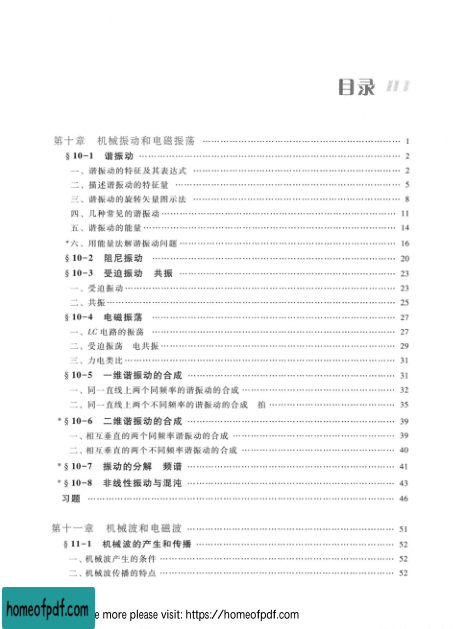 目录
第十章 机械振动和电磁振荡 1
§10-1 谐振动 2
一、谐振动的特征及其表达式 2
二、描述谐振动的特征量 5
三、谐振动的旋转矢量图示法 8
四、几种常见的谐振动 11
五、谐振动的能量 14
*六、用能量法解谐振动问题 16
§10-2 阻尼振动 20
§10-3 受迫振动 共振 23
一、受迫振动 23
二、共振 25
§10-4 电磁振荡 27
一、LC电路的振荡 27
二、受迫振荡 电共振 29
三、力电类比 31
§10-5 一维谐振动的合成 31
一、同一直线上两个同频率的谐振动的合成 32
二、同一直线上两个不同频率的谐振动的合成 拍 35
*§10-6 二维谐振动的合成 39
一、相互垂直的两个同频率谐振动的合成 39
二、相互垂直的两个不同频率谐振动的合成 40
*§10-7 振动的分解 频谱 41
*§10-8 非线性振动与混沌 43
习题 46
第十一章 机械波和电磁波 51
§11-1 机械波的产生和传播 52
一、机械波产生的条件 52
二、机械波传播的特点 52
homeofpdf.com
e more please visit: https://homeofpdf.com